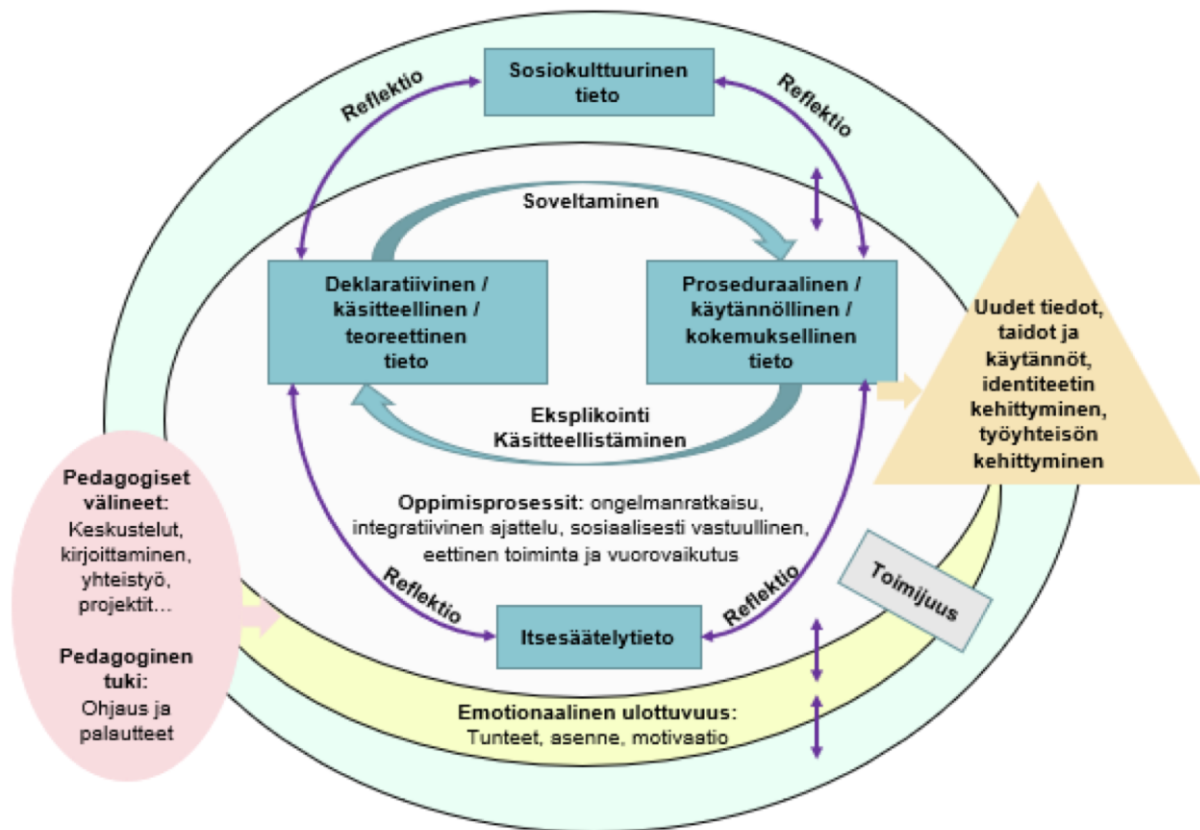 Sosiokulttuurinen
tieto
Reflektio
Reflektio
Soveltaminen
Deklaratiivinen /
käsitteellinen /
teoreettinen
tieto
Proseduraalinen /
käytännöllinen /
kokemuksellinen
tieto
Uudet tiedot,
taidot ja
käytännöt,
identiteetin
kehittyminen,
työyhteisön
kehittyminen
Eksplikointi
Käsitteellistäminen
Pedagogiset
välineet:
Keskustelut,
kirjoittaminen,
yhteistyö,
projektit...
Pedagoginen
tuki:
Ohjaus ja
palautteet
Oppimisprosessit: ongelmanratkaisu,
integratiivinen ajattelu, sosiaalisesti vastuullinen,
eettinen toiminta ja vuorovaikutus
Reflektio
Reflektio
Toimijuus
Itsesäätelytieto
Emotionaalinen ulottuvuus:
Tunteet, asenne, motivaatio